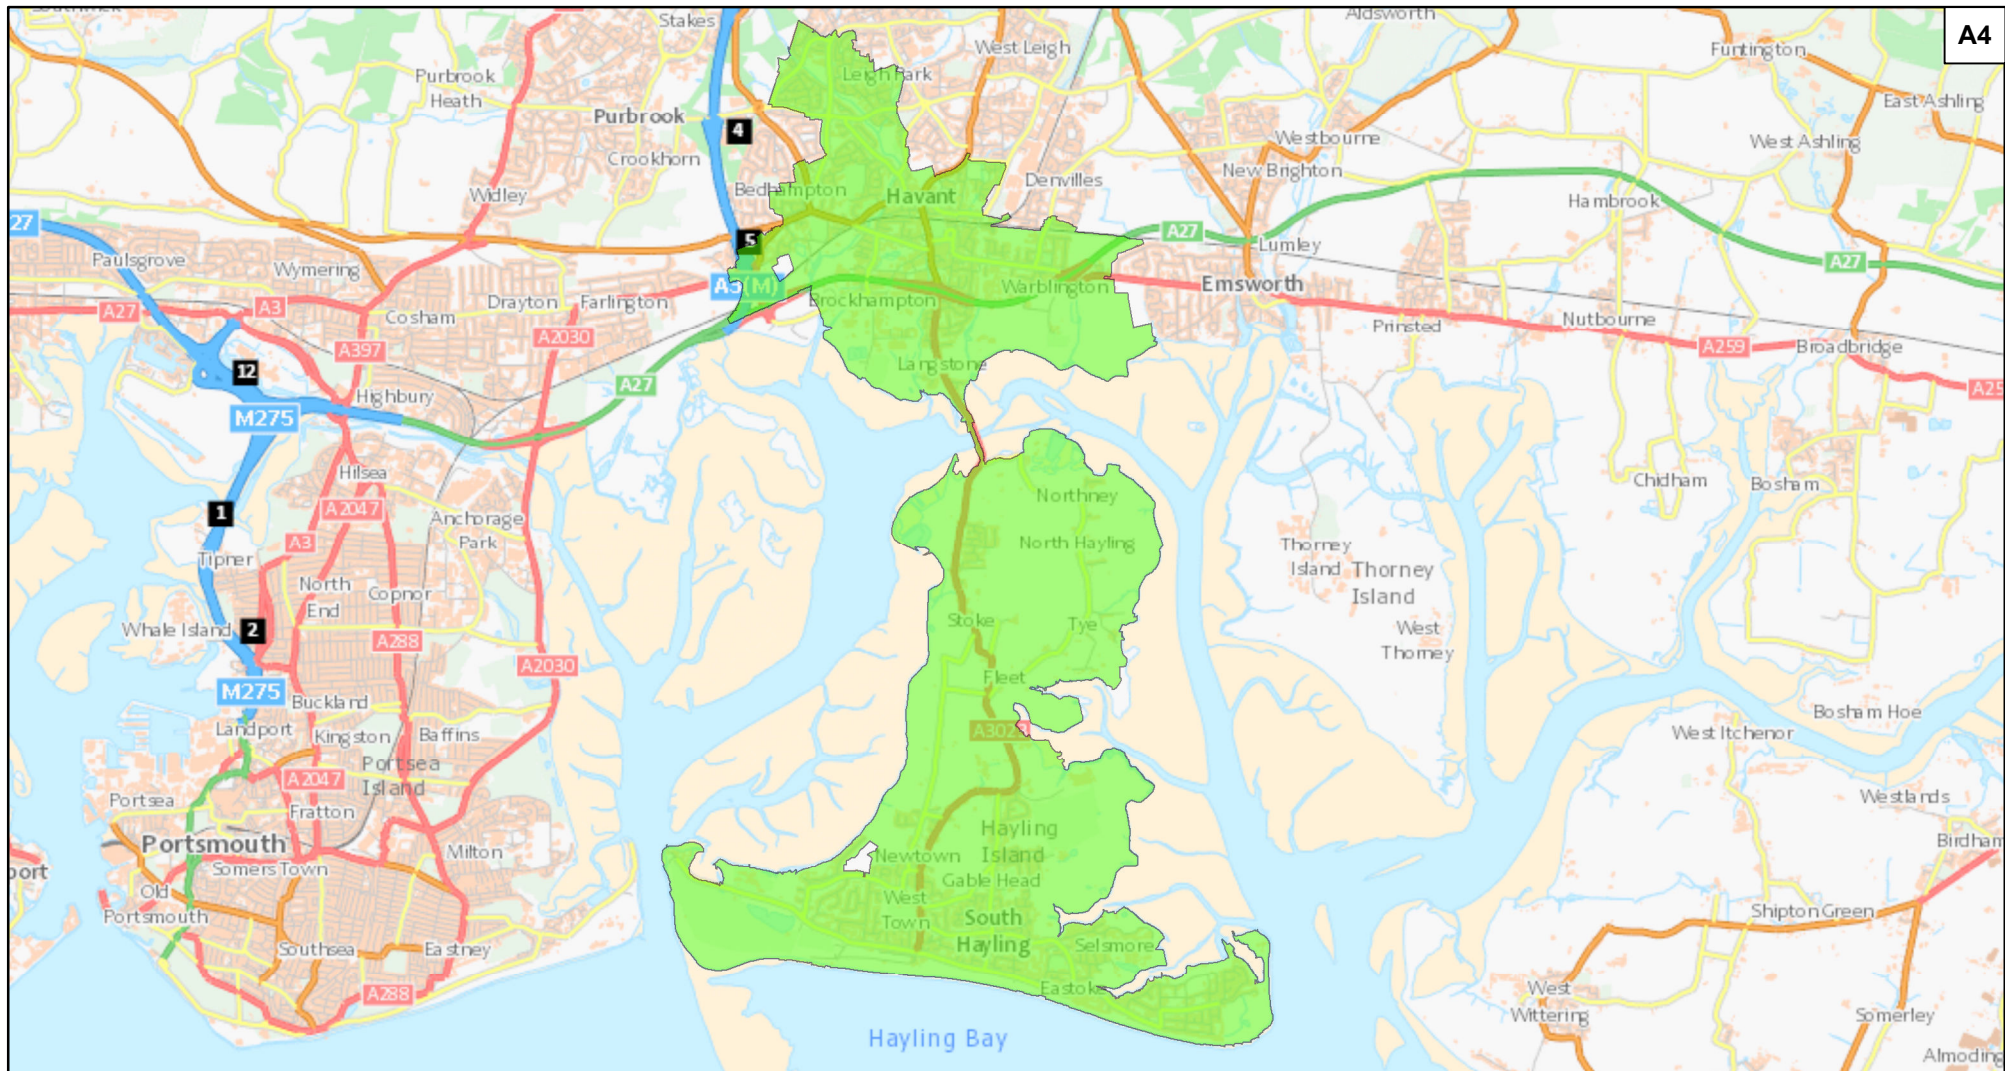 Stakes
Aldsworth
A4
West Leigh
Funtington
Purbrook
Heath
Leigh Park
East Ashling
Purbrook
4
Westbourne
West Ashling
Crookhorn
New Brighton
Bedhampton
Denvilles
Widley
Havant
Hambrook
27
A27
5
Lumley
Paulsgrove
Wymering
A27
Emsworth
A3(M)
Warblington
Drayton
Farlington
Brockhampton
A27
A3
Cosham
Prinsted
Nutbourne
A2030
A397
A259
Broadbridge
12
Langstone
A27
A25
Highbury
M275
Hilsea
Chidham
Bosham
Northney
A2047
1
Anchorage
Park
A3
North Hayling
Thorney
Island
Tipner
Thorney
Island
North
End
Copnor
Stoke
Tye
Whale Island
2
A288
West
Thorney
A2030
Fleet
M275
Buckland
Bosham Hoe
Landport
Kingston
Baffins
A3023
West Itchenor
Portsea
Island
A2047
Portsea
Fratton
Westlands
Portsmouth
Hayling
Island
Birdham
Milton
Newtown
port
Somers Town
Gable Head
Old
Portsmouth
West
Town
South
Hayling
Shipton Green
Southsea
Eastney
Selsmore
A288
Eastoke
West
Wittering
Somerley
Hayling Bay
Almoding